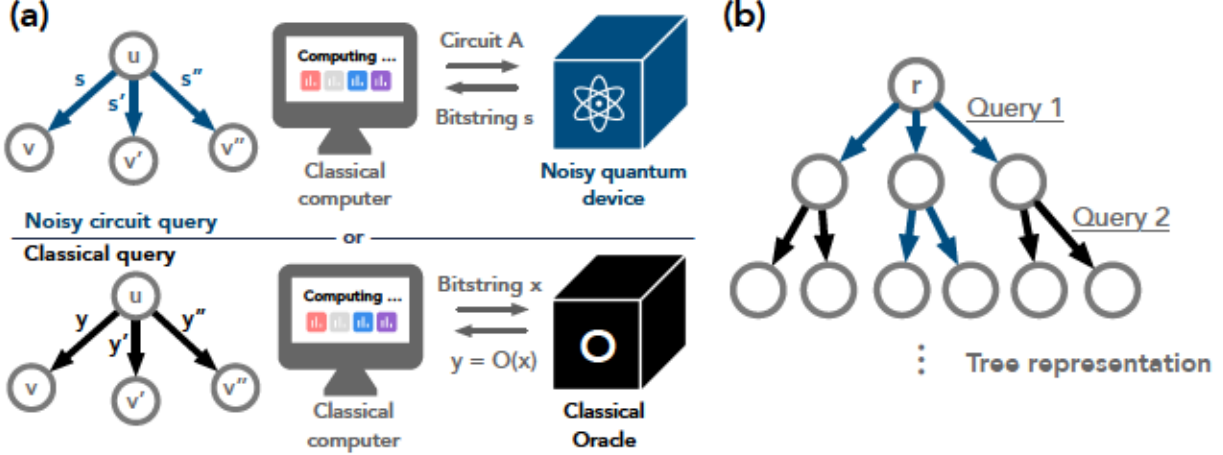 (a)
u
s
s'
s"
v
v'
v"
Computing ...
Classical
computer
Circuit A
Bitstring s
Noisy quantum
device
Noisy circuit query
or
Classical query
u
y
y'
y"
v
v'
v"
Computing ...
Classical
computer
Bitstring x
y = O(x)
O
Classical
Oracle
(b)
r
Query 1
Query 2
⋮ Tree representation